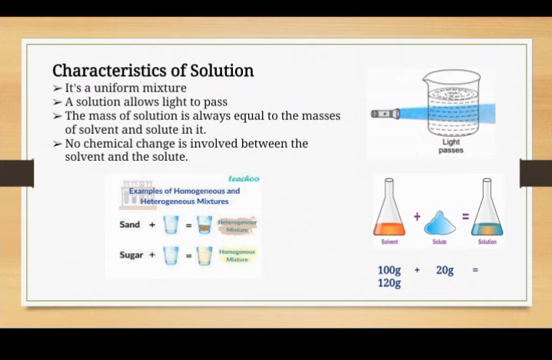 Characteristics of Solution
➢ It's a uniform mixture
➢ A solution allows light to pass
➢ The mass of solution is always equal to the masses
of solvent and solute in it.
➢ No chemical change is involved between the
solvent and the solute.
Light
passes
teachoo
Examples of Homogeneous and
Heterogeneous Mixtures
Sand + = Heterogeneous
Mixture
Sugar + = Homogeneous
Mixture
+ =
Solvent Solute Solution
100g + 20g =
120g